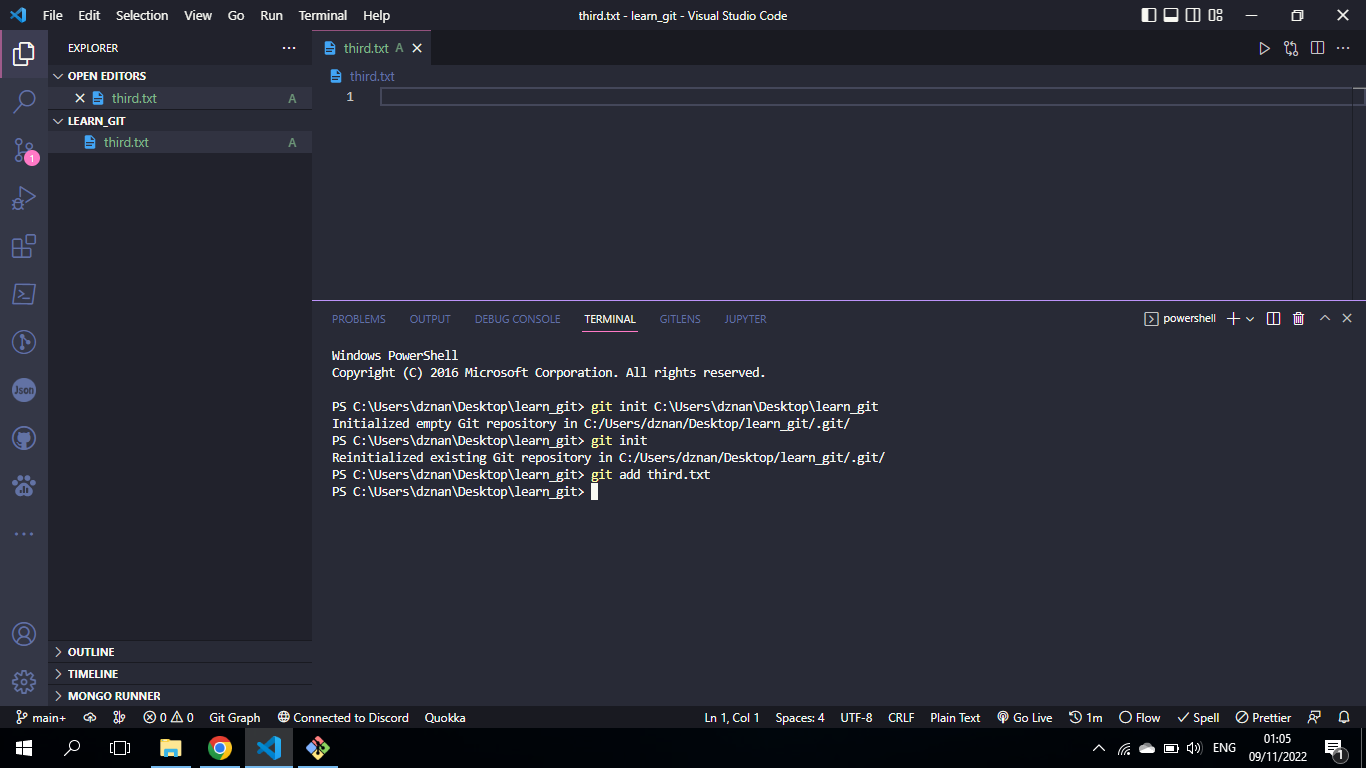 File Edit Selection View Go Run Terminal Help third.txt - learn_git - Visual Studio Code
EXPLORER
third.txt A
OPEN EDITORS
third.txt
third.txt A
1
LEARN_GIT
third.txt A
1
PROBLEMS OUTPUT DEBUG CONSOLE TERMINAL GITLENS JUPYTER powershell
Windows PowerShell
Copyright (C) 2016 Microsoft Corporation. All rights reserved.
PS C:\Users\dznan\Desktop\learn_git> git init C:\Users\dznan\Desktop\learn_git
Initialized empty Git repository in C:/Users/dznan/Desktop/learn_git/.git/
PS C:\Users\dznan\Desktop\learn_git> git init
Reinitialized existing Git repository in C:/Users/dznan/Desktop/learn_git/.git/
PS C:\Users\dznan\Desktop\learn_git> git add third.txt
PS C:\Users\dznan\Desktop\learn_git>
Json
OUTLINE
TIMELINE
MONGO RUNNER
main+ 0 0 Git Graph Connected to Discord Quokka Ln 1, Col 1 Spaces: 4 UTF-8 CRLF Plain Text Go Live 1m Flow Spell Prettier
ENG 01:05
09/11/2022 1